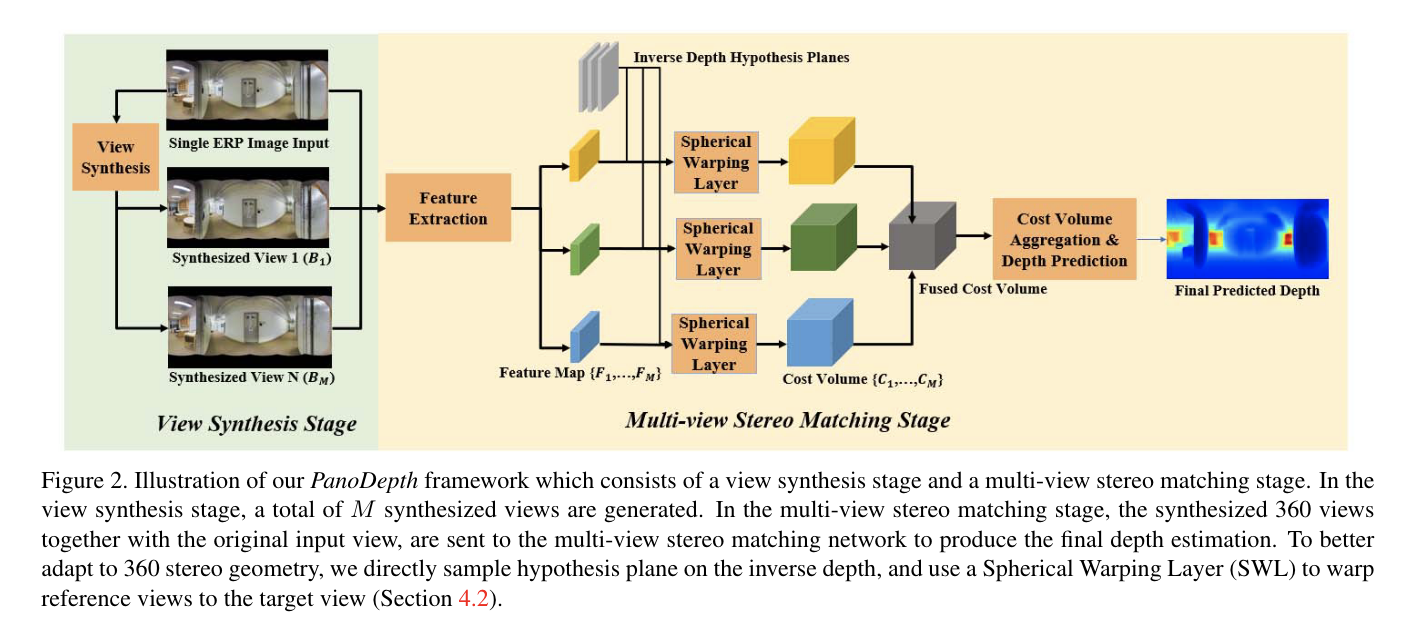 Inverse Depth Hypothesis Planes
View
Synthesis
Single ERP Image Input
Synthesized View 1 (B₁)
Synthesized View N (B_M)
View Synthesis Stage
Feature
Extraction
Spherical
Warping
Layer
Spherical
Warping
Layer
Spherical
Warping
Layer
Feature Map {F₁,…,F_M}
Cost Volume {C₁,…,C_M}
Fused Cost Volume
Cost Volume
Aggregation &
Depth Prediction
Final Predicted Depth
Multi-view Stereo Matching Stage
Figure 2. Illustration of our PanoDepth framework which consists of a view synthesis stage and a multi-view stereo matching stage. In the
view synthesis stage, a total of M synthesized views are generated. In the multi-view stereo matching stage, the synthesized 360 views
together with the original input view, are sent to the multi-view stereo matching network to produce the final depth estimation. To better
adapt to 360 stereo geometry, we directly sample hypothesis plane on the inverse depth, and use a Spherical Warping Layer (SWL) to warp
reference views to the target view (Section 4.2).